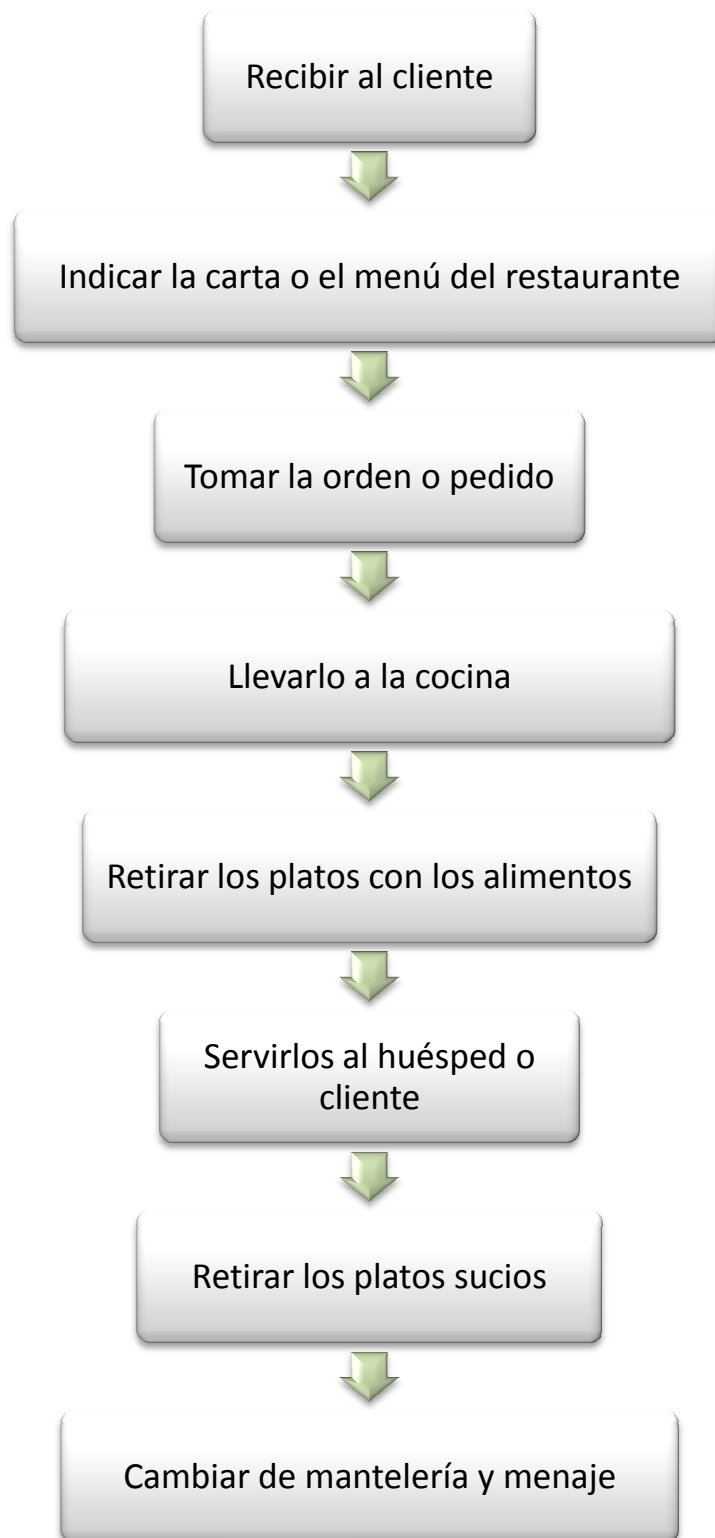 Recibir al cliente
Indicar la carta o el menú del restaurante
Tomar la orden o pedido
Llevarlo a la cocina
Retirar los platos con los alimentos
Servirlos al huésped o
cliente
Retirar los platos sucios
Cambiar de mantelería y menaje